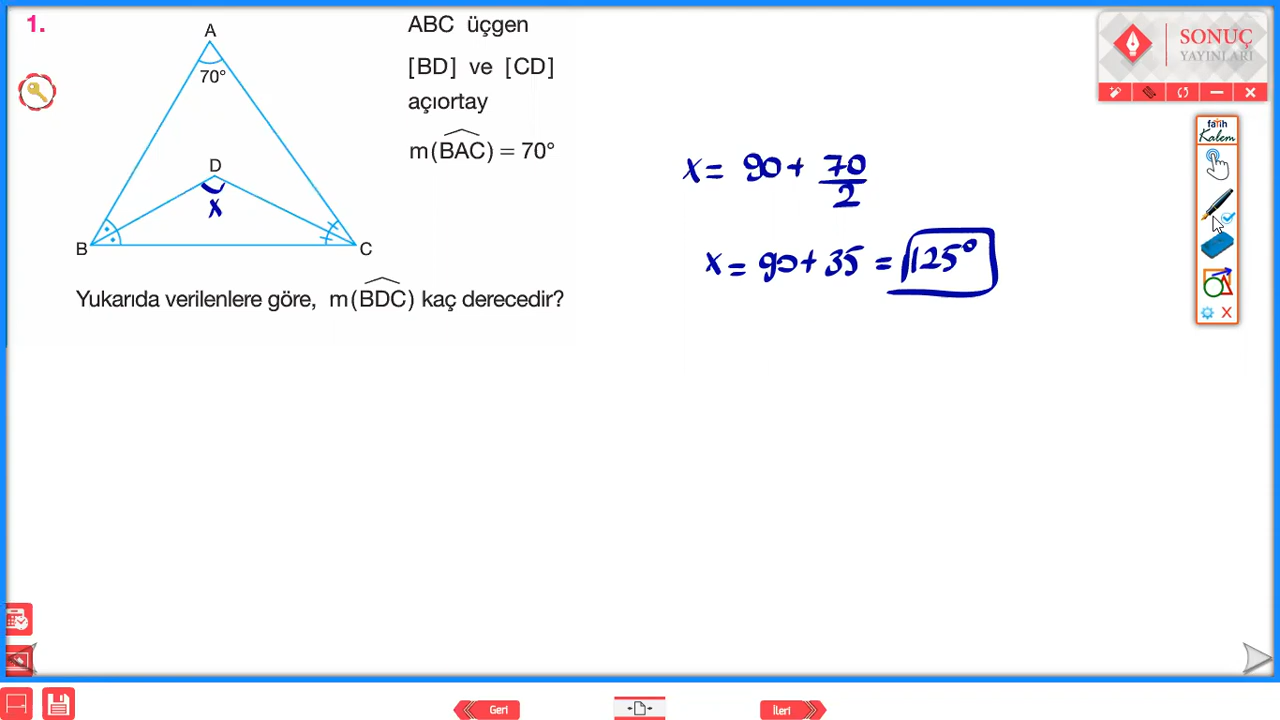 1.
A
70°
D
x
B
C
ABC üçgen
[BD] ve [CD]
açıortay
m(BAC) = 70°
Yukarıda verilenlere göre, m(BDC) kaç derecedir?
x = 90 + 70/2
x = 90 + 35 = 125°
SONUÇ
YAYINLARI
fatih
Kalem
Geri
İleri